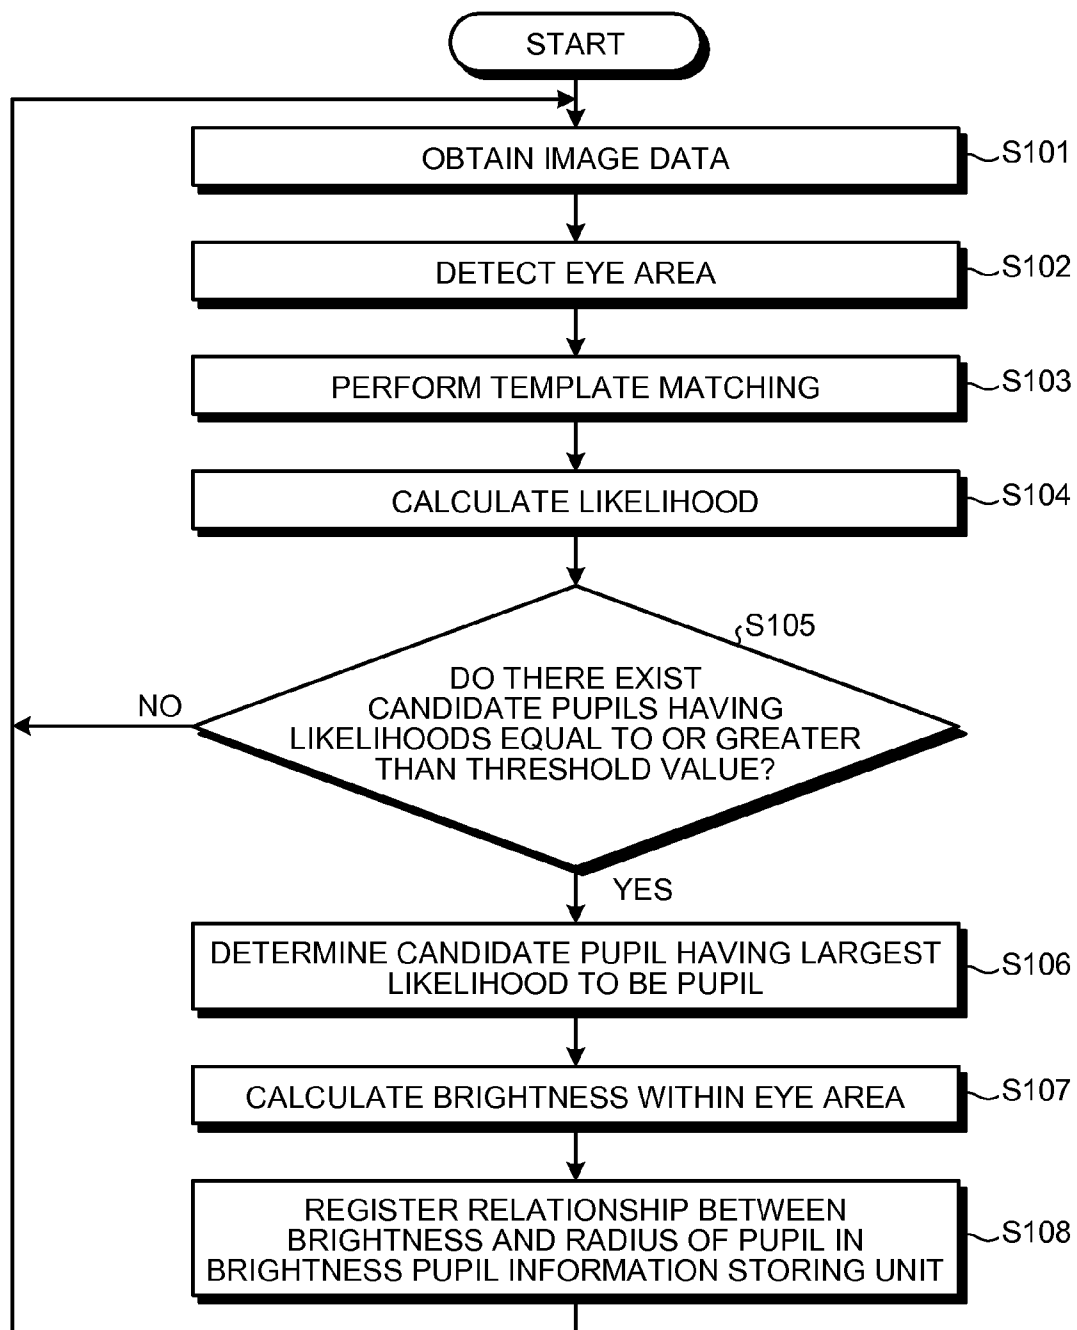 START
OBTAIN IMAGE DATA
S101
DETECT EYE AREA
S102
PERFORM TEMPLATE MATCHING
S103
CALCULATE LIKELIHOOD
S104
S105
DO THERE EXIST
CANDIDATE PUPILS HAVING
LIKELIHOODS EQUAL TO OR GREATER
THAN THRESHOLD VALUE?
NO
YES
DETERMINE CANDIDATE PUPIL HAVING LARGEST
LIKELIHOOD TO BE PUPIL
S106
CALCULATE BRIGHTNESS WITHIN EYE AREA
S107
REGISTER RELATIONSHIP BETWEEN
BRIGHTNESS AND RADIUS OF PUPIL IN
BRIGHTNESS PUPIL INFORMATION STORING UNIT
S108